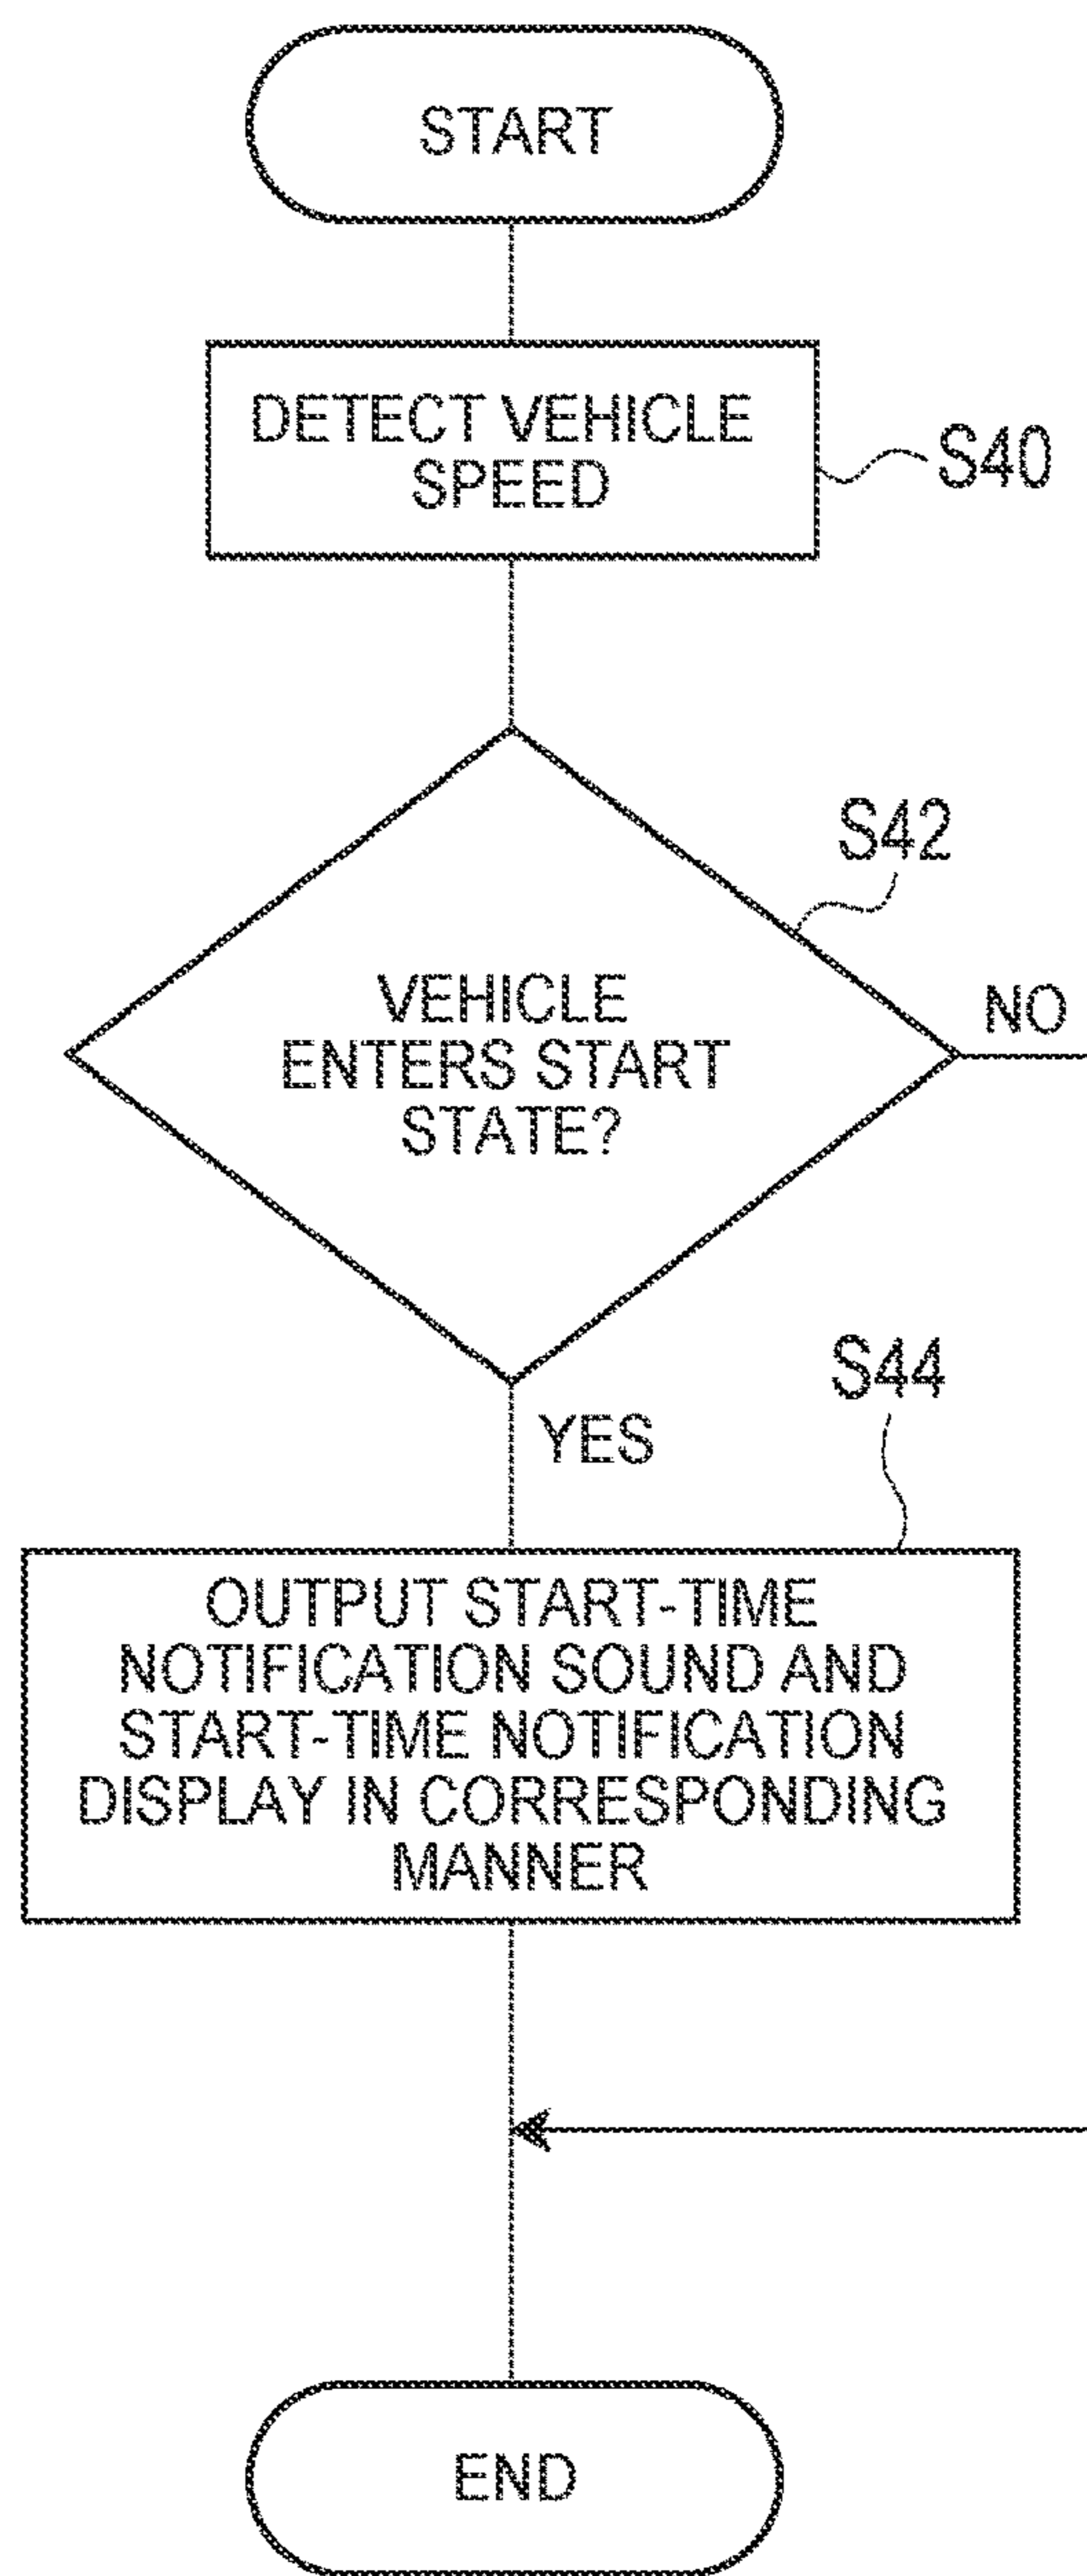 START
DETECT VEHICLE
SPEED
S40
S42
VEHICLE
ENTERS START
STATE?
NO
YES
S44
OUTPUT START-TIME
NOTIFICATION SOUND AND
START-TIME NOTIFICATION
DISPLAY IN CORRESPONDING
MANNER
END